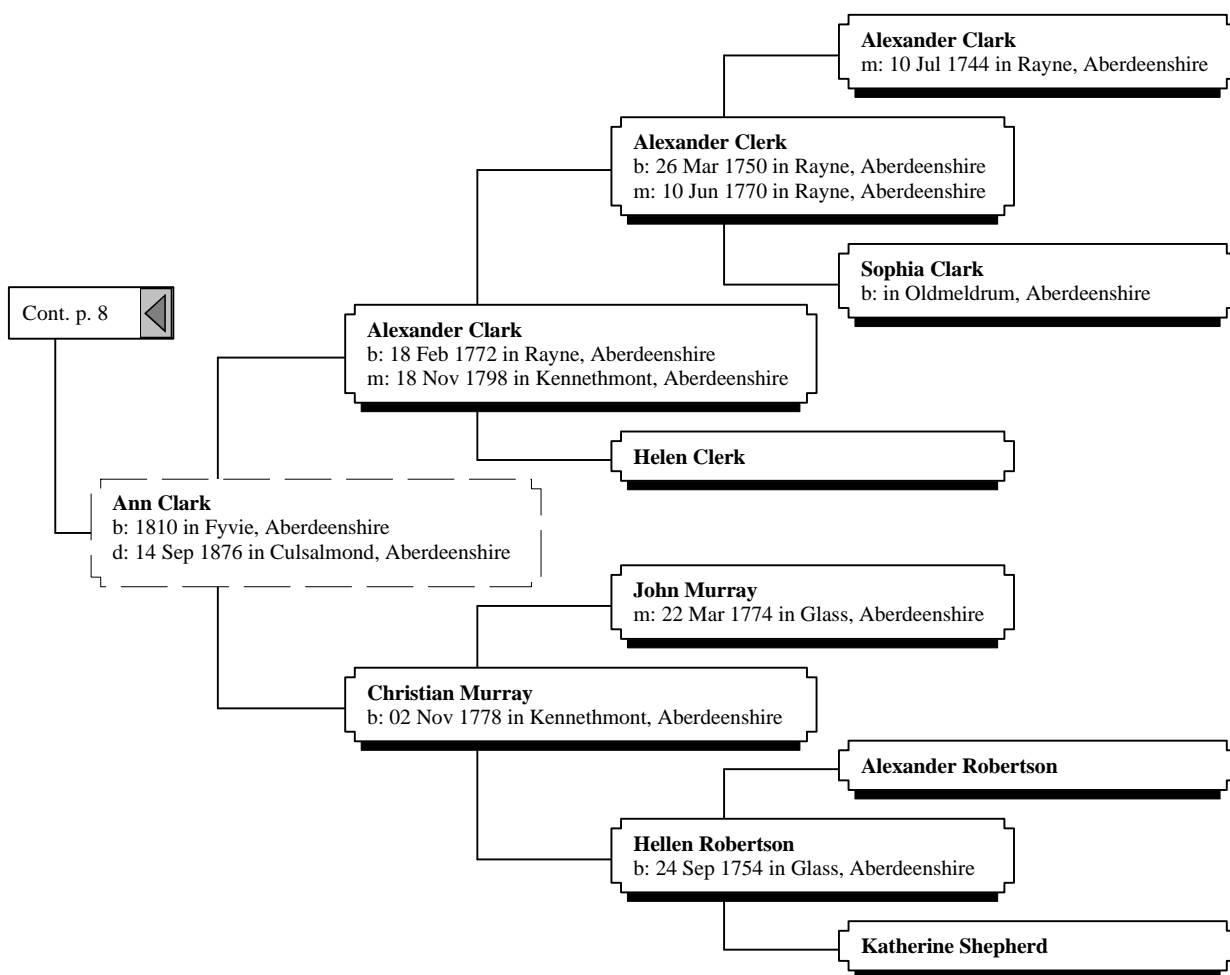 Alexander Clark
m: 10 Jul 1744 in Rayne, Aberdeenshire
Alexander Clerk
b: 26 Mar 1750 in Rayne, Aberdeenshire
m: 10 Jun 1770 in Rayne, Aberdeenshire
Sophia Clark
b: in Oldmeldrum, Aberdeenshire
Cont. p. 8
Alexander Clark
b: 18 Feb 1772 in Rayne, Aberdeenshire
m: 18 Nov 1798 in Kennethmont, Aberdeenshire
Helen Clerk
Ann Clark
b: 1810 in Fyvie, Aberdeenshire
d: 14 Sep 1876 in Culsalmond, Aberdeenshire
John Murray
m: 22 Mar 1774 in Glass, Aberdeenshire
Christian Murray
b: 02 Nov 1778 in Kennethmont, Aberdeenshire
Alexander Robertson
Hellen Robertson
b: 24 Sep 1754 in Glass, Aberdeenshire
Katherine Shepherd